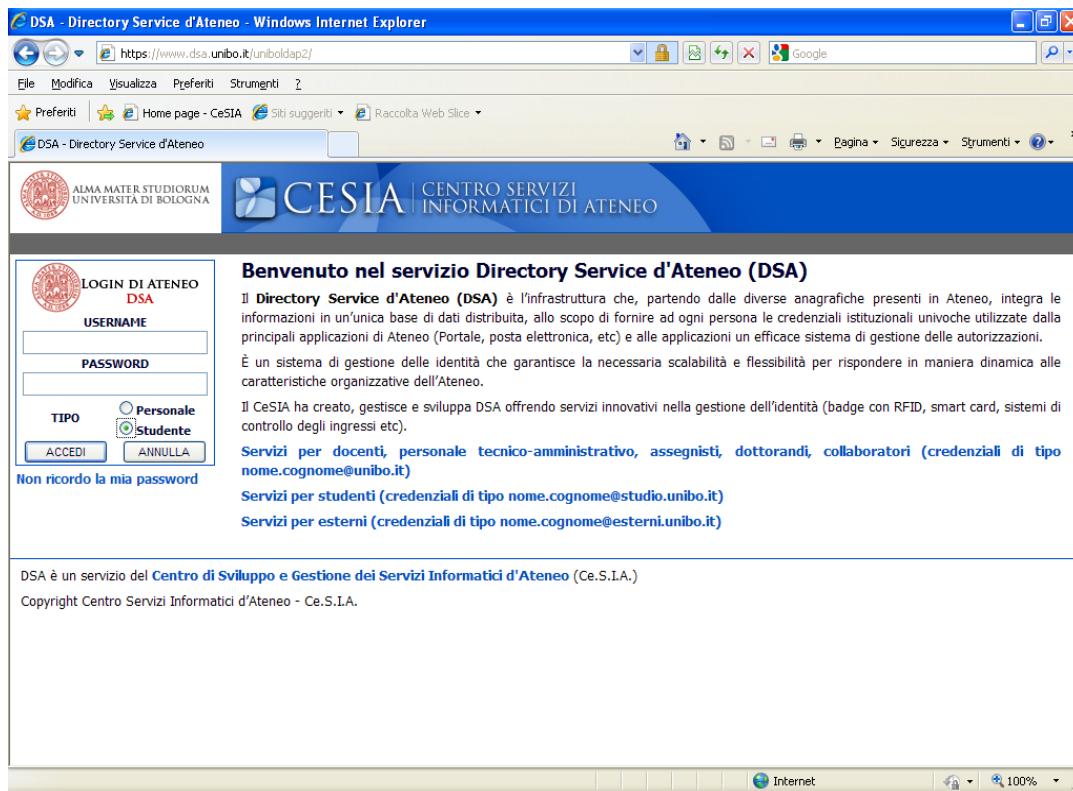 DSA - Directory Service d'Ateneo - Windows Internet Explorer
https://www.dsa.unibo.it/uniboldap2/
Google
File Modifica Visualizza Preferiti Strumenti ?
Preferiti Home page - CeSIA Siti suggeriti Raccolta Web Slice
DSA - Directory Service d'Ateneo
Pagina Sicurezza Strumenti
ALMA MATER STUDIORUM
UNIVERSITÀ DI BOLOGNA
CESIA CENTRO SERVIZI
INFORMATICI DI ATENEO
LOGIN DI ATENEO
DSA
USERNAME
PASSWORD
TIPO
Personale
Studente
ACCEDI ANNULLA
Non ricordo la mia password
Benvenuto nel servizio Directory Service d'Ateneo (DSA)
Il Directory Service d'Ateneo (DSA) è l'infrastruttura che, partendo dalle diverse anagrafiche presenti in Ateneo, integra le
informazioni in un'unica base di dati distribuita, allo scopo di fornire ad ogni persona le credenziali istituzionali univoche utilizzate dalla
principali applicazioni di Ateneo (Portale, posta elettronica, etc) e alle applicazioni un efficace sistema di gestione delle autorizzazioni.
È un sistema di gestione delle identità che garantisce la necessaria scalabilità e flessibilità per rispondere in maniera dinamica alle
caratteristiche organizzative dell'Ateneo.
Il CeSIA ha creato, gestisce e sviluppa DSA offrendo servizi innovativi nella gestione dell'identità (badge con RFID, smart card, sistemi di
controllo degli ingressi etc).
Servizi per docenti, personale tecnico-amministrativo, assegnisti, dottorandi, collaboratori (credenziali di tipo
nome.cognome@unibo.it)
Servizi per studenti (credenziali di tipo nome.cognome@studio.unibo.it)
Servizi per esterni (credenziali di tipo nome.cognome@esterni.unibo.it)
DSA è un servizio del Centro di Sviluppo e Gestione dei Servizi Informatici d'Ateneo (Ce.S.I.A.)
Copyright Centro Servizi Informatici d'Ateneo - Ce.S.I.A.
Internet
100%